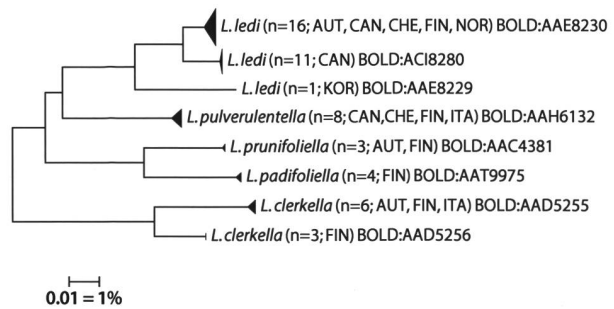 L. ledi (n=16; AUT, CAN, CHE, FIN, NOR) BOLD:AAE8230
L. ledi (n=11; CAN) BOLD:ACI8280
L. ledi (n=1; KOR) BOLD:AAE8229
L. pulverulentella (n=8; CAN,CHE, FIN, ITA) BOLD:AAH6132
L. prunifoliella (n=3; AUT, FIN) BOLD:AAC4381
L. padifoliella (n=4; FIN) BOLD:AAT9975
L. clerkella (n=6; AUT, FIN, ITA) BOLD:AAD5255
L. clerkella (n=3; FIN) BOLD:AAD5256
0.01 = 1%